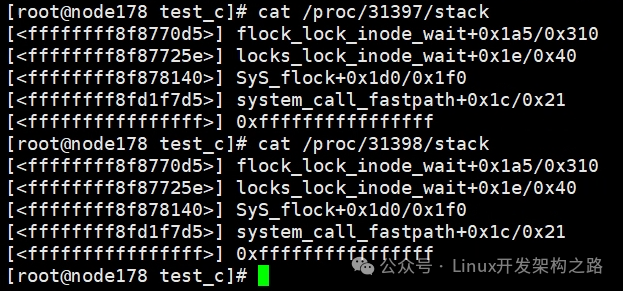 [root@node178 test_c]# cat /proc/31397/stack
[<ffffffff8f8770d5>] flock_lock_inode_wait+0x1a5/0x310
[<ffffffff8f87725e>] locks_lock_inode_wait+0x1e/0x40
[<ffffffff8f878140>] SyS_flock+0x1d0/0x1f0
[<ffffffff8fd1f7d5>] system_call_fastpath+0x1c/0x21
[<ffffffffffffffff>] 0xffffffffffffffff
[root@node178 test_c]# cat /proc/31398/stack
[<ffffffff8f8770d5>] flock_lock_inode_wait+0x1a5/0x310
[<ffffffff8f87725e>] locks_lock_inode_wait+0x1e/0x40
[<ffffffff8f878140>] SyS_flock+0x1d0/0x1f0
[<ffffffff8fd1f7d5>] system_call_fastpath+0x1c/0x21
[<ffffffffffffffff>] 0xffffffffffffffff
[root@node178 test_c]#
公众号 · Linux开发架构之路